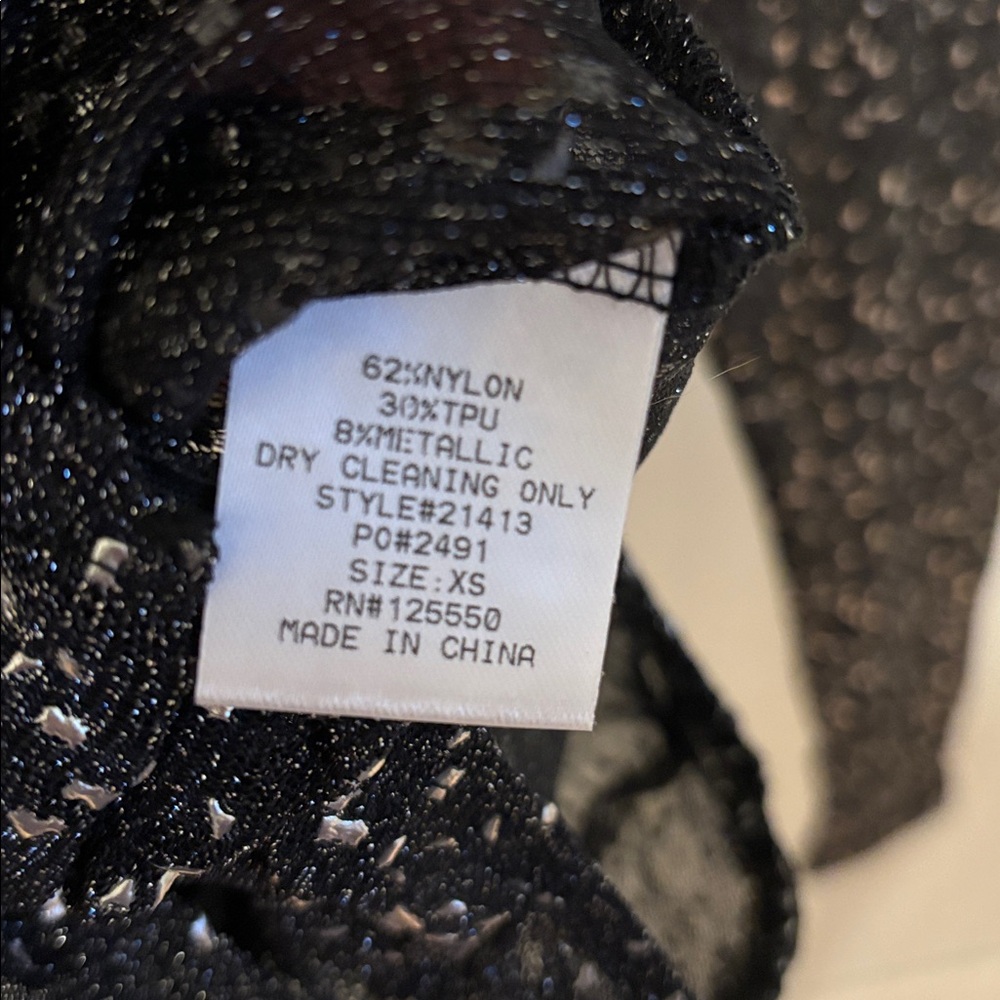 62%NYLON
30%TPU
8%METALLIC
DRY CLEANING ONLY
STYLE#21413
PO#2491
SIZE:XS
RN#125550
MADE IN CHINA